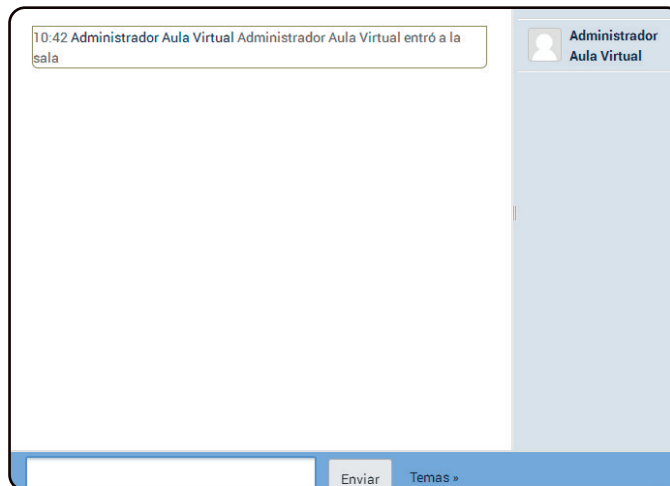 10:42 Administrador Aula Virtual Administrador Aula Virtual entró a la
sala
Administrador
Aula Virtual
Enviar
Temas »